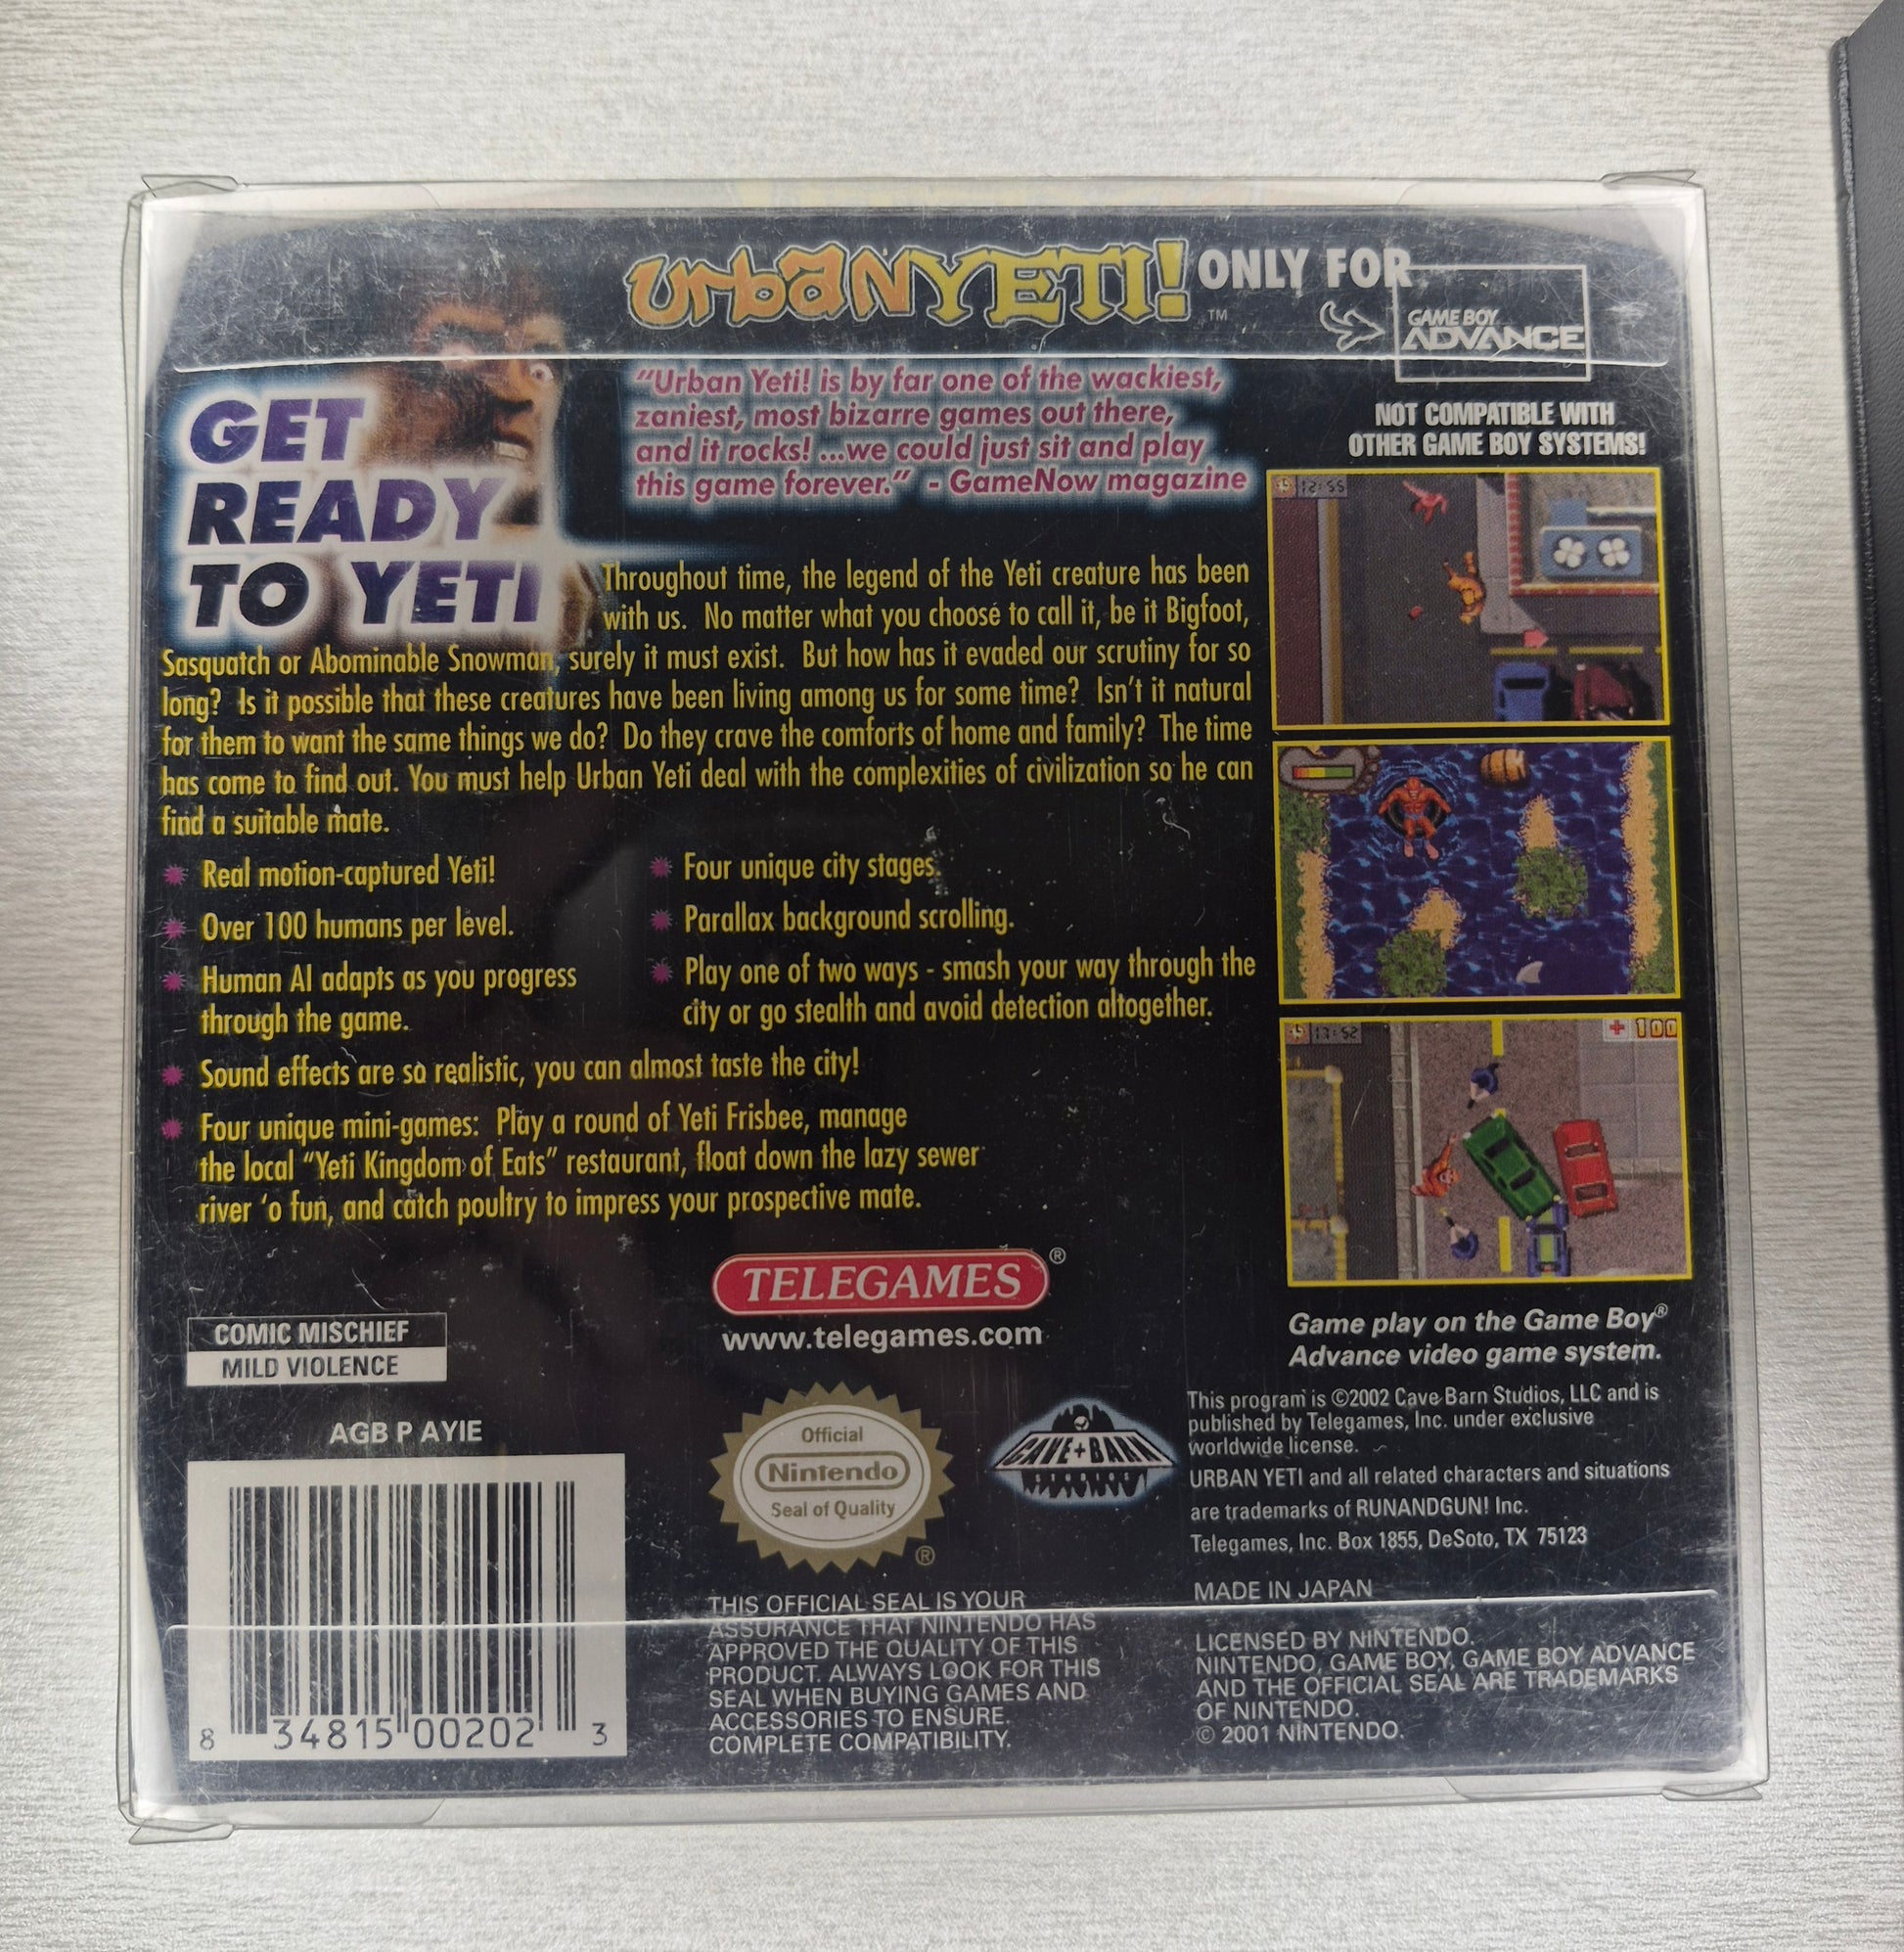 urbanYETI! ™ ONLY FOR
GAME BOY
ADVANCE
NOT COMPATIBLE WITH
OTHER GAME BOY SYSTEMS!
GET
READY
TO YETI
"Urban Yeti! is by far one of the wackiest,
zaniest, most bizarre games out there,
and it rocks! ...we could just sit and play
this game forever." - GameNow magazine
Throughout time, the legend of the Yeti creature has been
with us. No matter what you choose to call it, be it Bigfoot,
Sasquatch or Abominable Snowman, surely it must exist. But how has it evaded our scrutiny for so
long? Is it possible that these creatures have been living among us for some time? Isn't it natural
for them to want the same things we do? Do they crave the comforts of home and family? The time
has come to find out. You must help Urban Yeti deal with the complexities of civilization so he can
find a suitable mate.
Real motion-captured Yeti!
Over 100 humans per level.
Human AI adapts as you progress
through the game.
Four unique city stages.
Parallax background scrolling.
Play one of two ways - smash your way through the
city or go stealth and avoid detection altogether.
Sound effects are so realistic, you can almost taste the city!
Four unique mini-games: Play a round of Yeti Frisbee, manage
the local "Yeti Kingdom of Eats" restaurant, float down the lazy sewer
river 'o fun, and catch poultry to impress your prospective mate.
12:55
17:52
100
Game play on the Game Boy®
Advance video game system.
TELEGAMES®
www.telegames.com
COMIC MISCHIEF
MILD VIOLENCE
AGB P AYIE
8 34815 00202 3
Official
Nintendo
Seal of Quality
®
THIS OFFICIAL SEAL IS YOUR
ASSURANCE THAT NINTENDO HAS
APPROVED THE QUALITY OF THIS
PRODUCT. ALWAYS LOOK FOR THIS
SEAL WHEN BUYING GAMES AND
ACCESSORIES TO ENSURE
COMPLETE COMPATIBILITY.
CAVE+BARN
STUDIOS
This program is ©2002 Cave Barn Studios, LLC and is
published by Telegames, Inc. under exclusive
worldwide license.
URBAN YETI and all related characters and situations
are trademarks of RUNANDGUN! Inc.
Telegames, Inc. Box 1855, DeSoto, TX 75123
MADE IN JAPAN
LICENSED BY NINTENDO.
NINTENDO, GAME BOY, GAME BOY ADVANCE
AND THE OFFICIAL SEAL ARE TRADEMARKS
OF NINTENDO.
© 2001 NINTENDO.